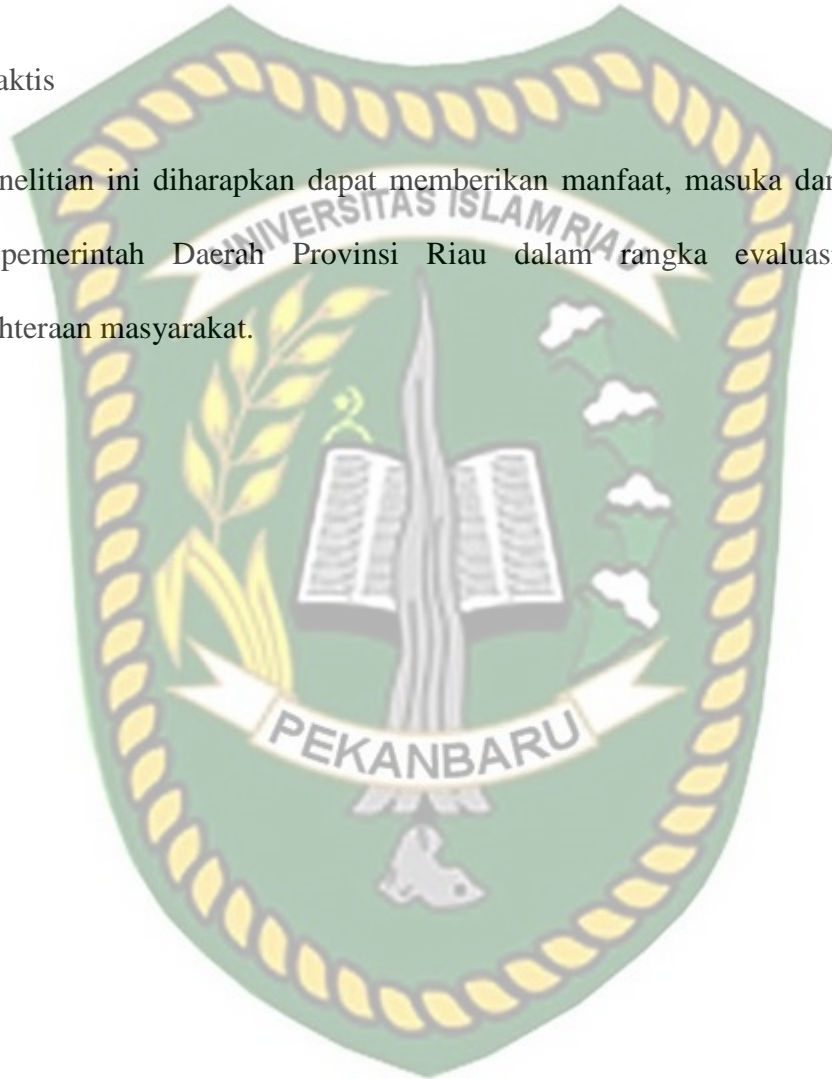 aktis
nelitian ini diharapkan dapat memberikan manfaat, masuka dan
UNIVERSITAS ISLAM RIAU
pemerintah Daerah Provinsi Riau dalam rangka evaluasi
hteraan masyarakat.
PEKANBARU